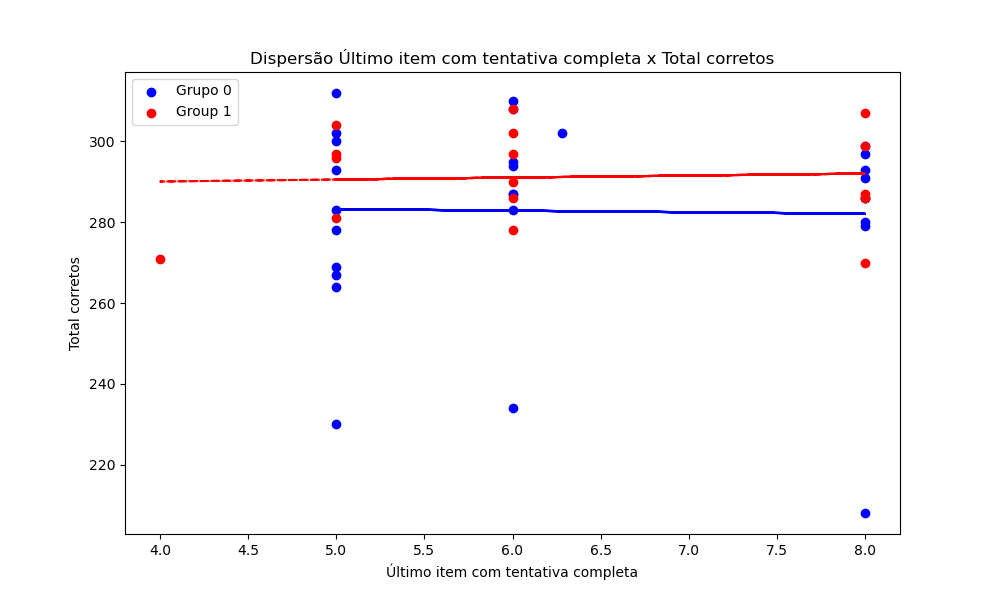 Dispersão Último item com tentativa completa x Total corretos
Grupo 0
Group 1
Total corretos
300
280
260
240
220
4.0 4.5 5.0 5.5 6.0 6.5 7.0 7.5 8.0
Último item com tentativa completa